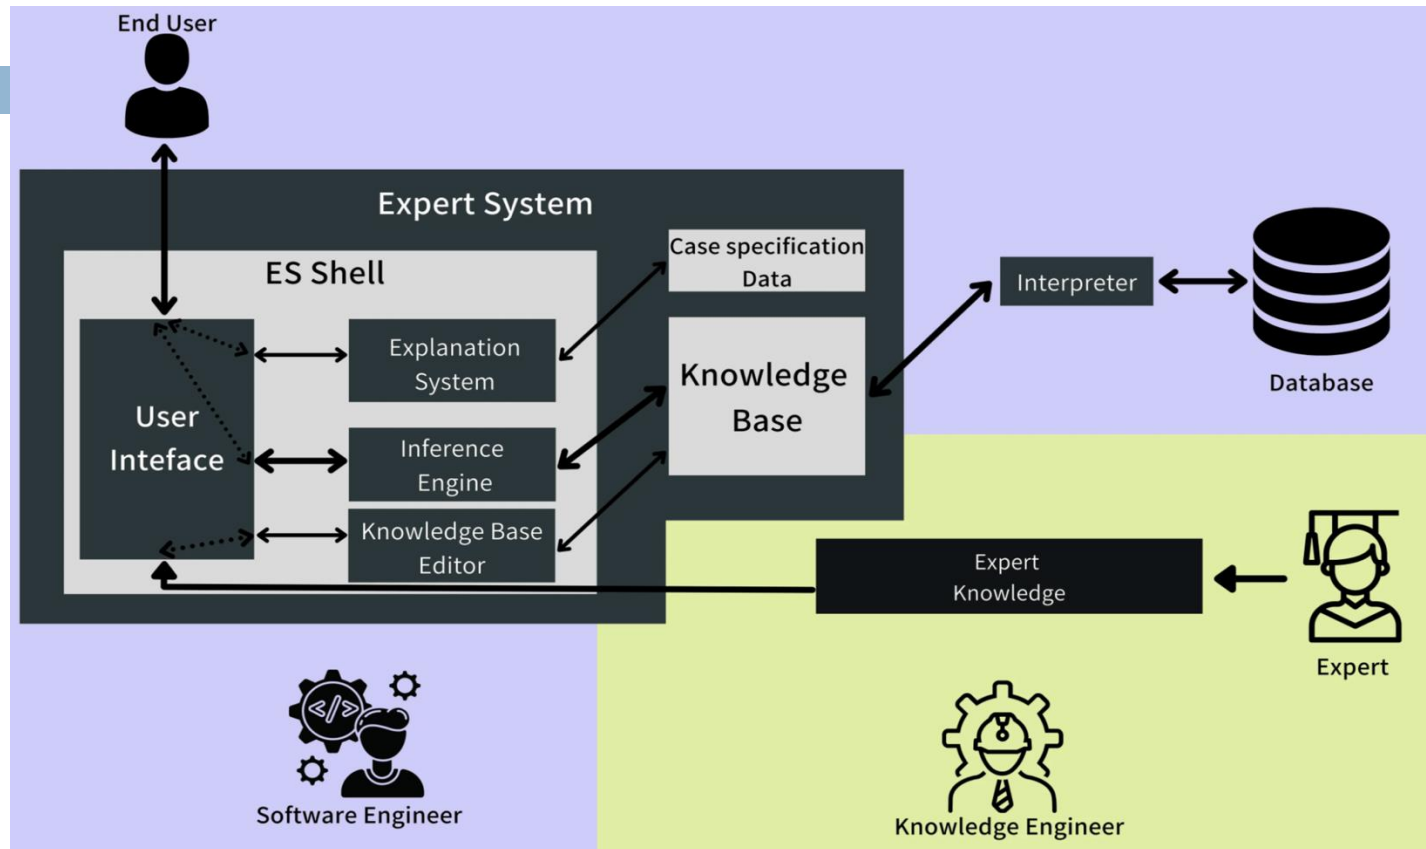 End User
Expert System
ES Shell
Case specification
Data
Interpreter
Explanation
System
Knowledge
Base
Database
User
Inteface
Inference
Engine
Knowledge Base
Editor
Expert
Knowledge
Expert
</>
Software Engineer
Knowledge Engineer